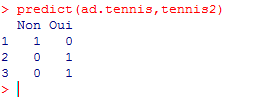 > predict(ad.tennis,tennis2)
  Non Oui
1   1   0
2   0   1
3   0   1
>